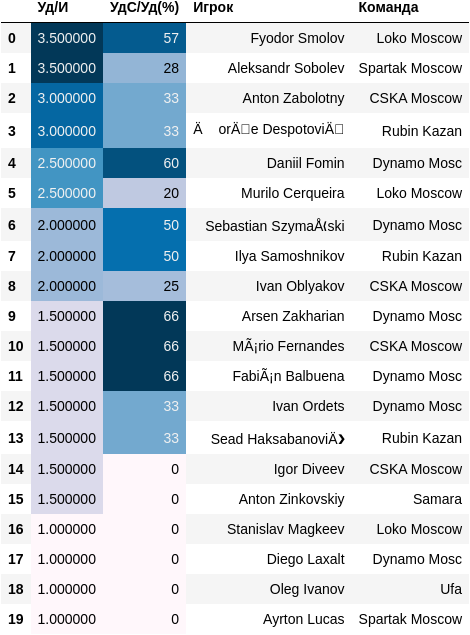 Уд/И УдС/Уд(%) Игрок Команда
0 3.500000 57 Fyodor Smolov Loko Moscow
1 3.500000 28 Aleksandr Sobolev Spartak Moscow
2 3.000000 33 Anton Zabolotny CSKA Moscow
3 3.000000 33 Ä orÄ□e DespotoviÄ□ Rubin Kazan
4 2.500000 60 Daniil Fomin Dynamo Mosc
5 2.500000 20 Murilo Cerqueira Loko Moscow
6 2.000000 50 Sebastian SzymaÅ„ski Dynamo Mosc
7 2.000000 50 Ilya Samoshnikov Rubin Kazan
8 2.000000 25 Ivan Oblyakov CSKA Moscow
9 1.500000 66 Arsen Zakharian Dynamo Mosc
10 1.500000 66 MÃ¡rio Fernandes CSKA Moscow
11 1.500000 66 FabiÃ¡n Balbuena Dynamo Mosc
12 1.500000 33 Ivan Ordets Dynamo Mosc
13 1.500000 33 Sead HaksabanoviÄ❯ Rubin Kazan
14 1.500000 0 Igor Diveev CSKA Moscow
15 1.500000 0 Anton Zinkovskiy Samara
16 1.000000 0 Stanislav Magkeev Loko Moscow
17 1.000000 0 Diego Laxalt Dynamo Mosc
18 1.000000 0 Oleg Ivanov Ufa
19 1.000000 0 Ayrton Lucas Spartak Moscow